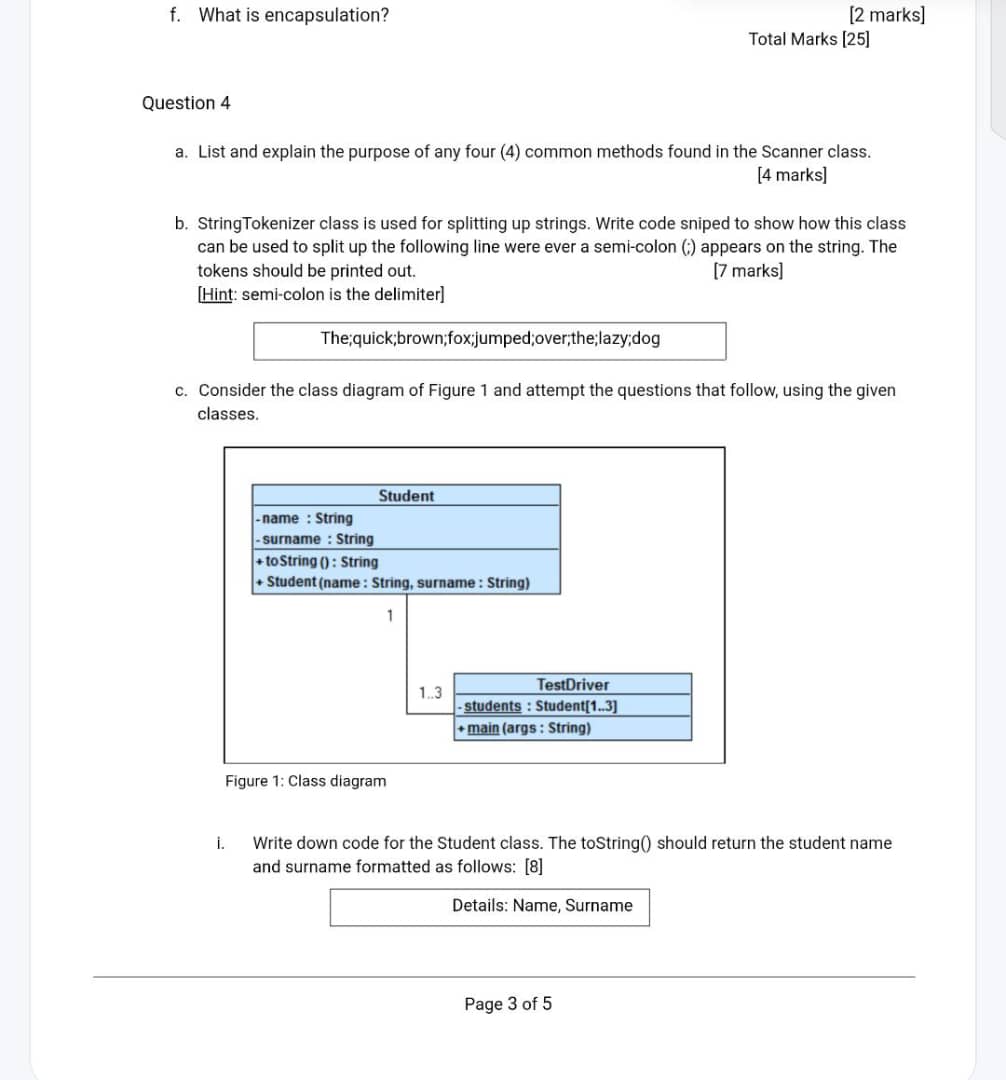 f. What is encapsulation? [2 marks]
Total Marks [25]
Question 4
a. List and explain the purpose of any four (4) common methods found in the Scanner class.
[4 marks]
b. StringTokenizer class is used for splitting up strings. Write code sniped to show how this class
can be used to split up the following line were ever a semi-colon (;) appears on the string. The
tokens should be printed out. [7 marks]
[Hint: semi-colon is the delimiter]
The;quick;brown;fox;jumped;over;the;lazy;dog
c. Consider the class diagram of Figure 1 and attempt the questions that follow, using the given
classes.
Student
-name : String
-surname : String
+toString () : String
+ Student (name : String, surname : String)
1
1..3
TestDriver
-students : Student[1..3]
+main (args : String)
Figure 1: Class diagram
i. Write down code for the Student class. The toString() should return the student name
and surname formatted as follows: [8]
Details: Name, Surname
Page 3 of 5